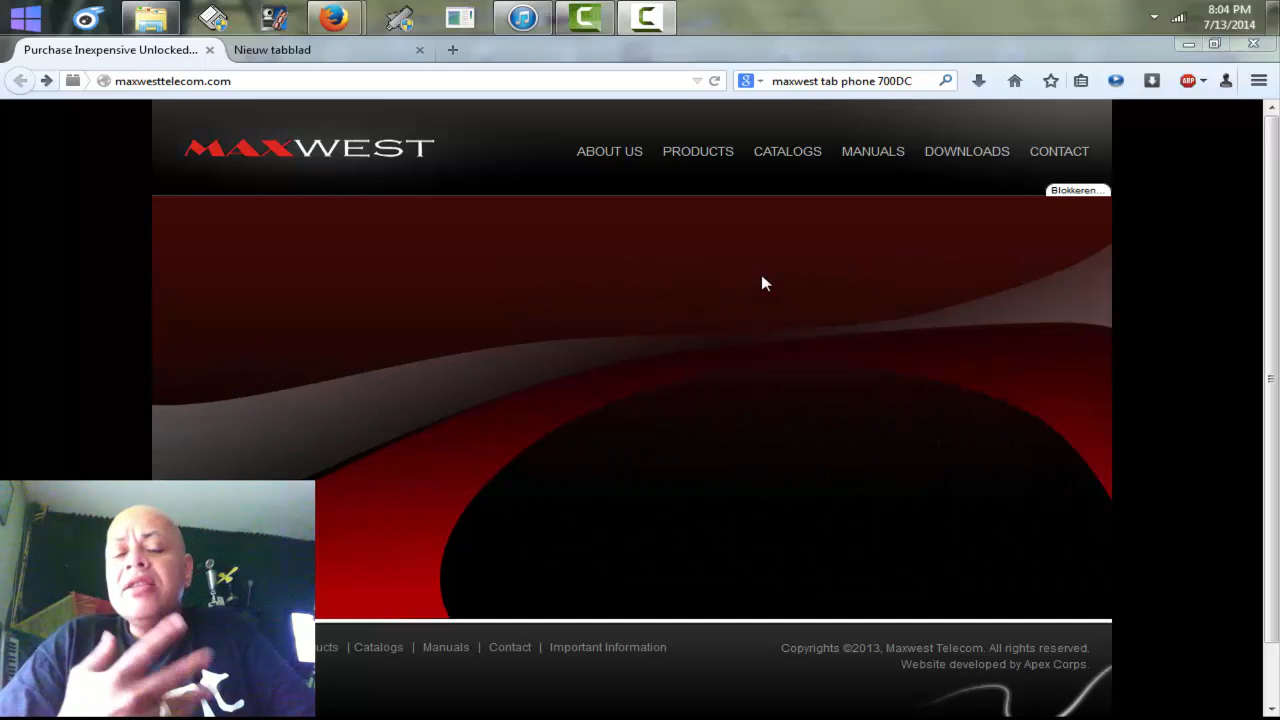 8:04 PM
7/13/2014
Purchase Inexpensive Unlocked...
Nieuw tabblad
maxwesttelecom.com
maxwest tab phone 700DC
ABP
MAXWEST
ABOUT US PRODUCTS CATALOGS MANUALS DOWNLOADS CONTACT
Blokkeren...
ucts | Catalogs | Manuals | Contact | Important Information
Copyrights ©2013, Maxwest Telecom. All rights reserved.
Website developed by Apex Corps.